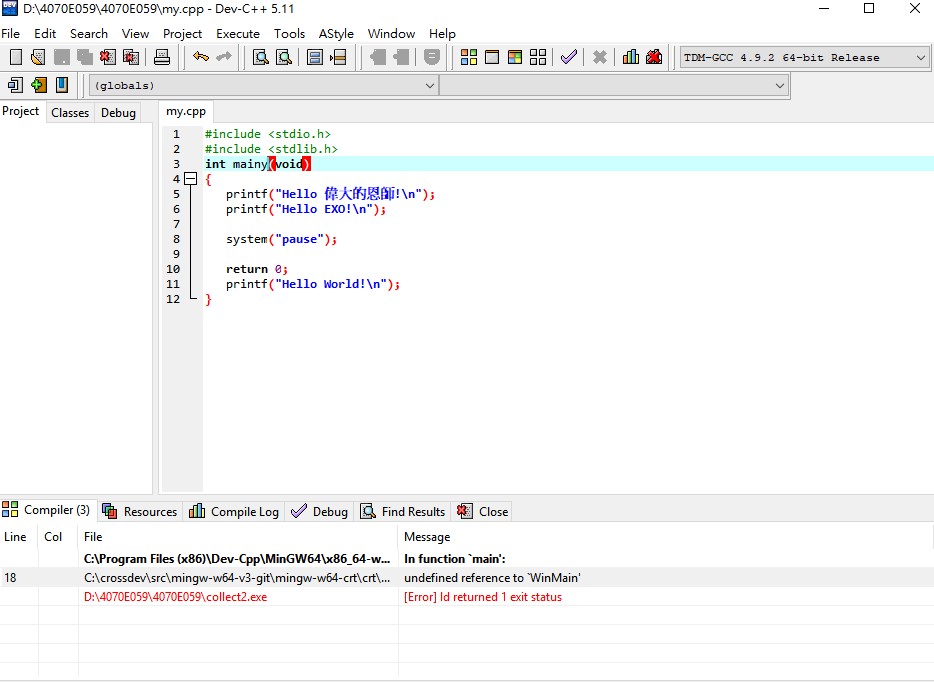 D:\4070E059\4070E059\my.cpp - Dev-C++ 5.11
File Edit Search View Project Execute Tools AStyle Window Help
TDM-GCC 4.9.2 64-bit Release
(globals)
Project Classes Debug my.cpp
1 #include <stdio.h>
2 #include <stdlib.h>
3 int mainy(void)
4 {
5 printf("Hello 偉大的恩師!\n");
6 printf("Hello EXO!\n");
7
8 system("pause");
9
10 return 0;
11 printf("Hello World!\n");
12 }
Compiler (3) Resources Compile Log Debug Find Results Close
Line Col File Message
C:\Program Files (x86)\Dev-Cpp\MinGW64\x86_64-w... In function `main':
18 C:\crossdev\src\mingw-w64-v3-git\mingw-w64-crt\crt\... undefined reference to `WinMain'
D:\4070E059\4070E059\collect2.exe [Error] ld returned 1 exit status